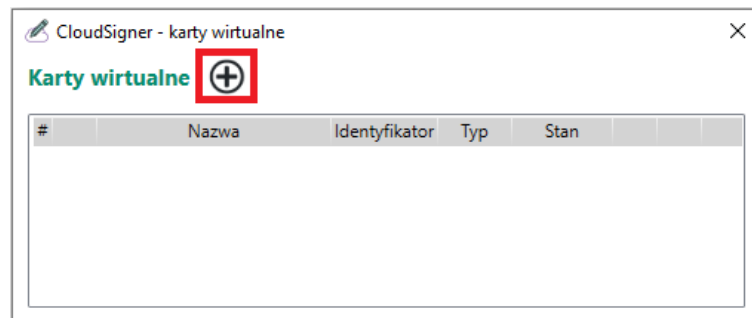 CloudSigner - karty wirtualne
Karty wirtualne
# Nazwa Identyfikator Typ Stan